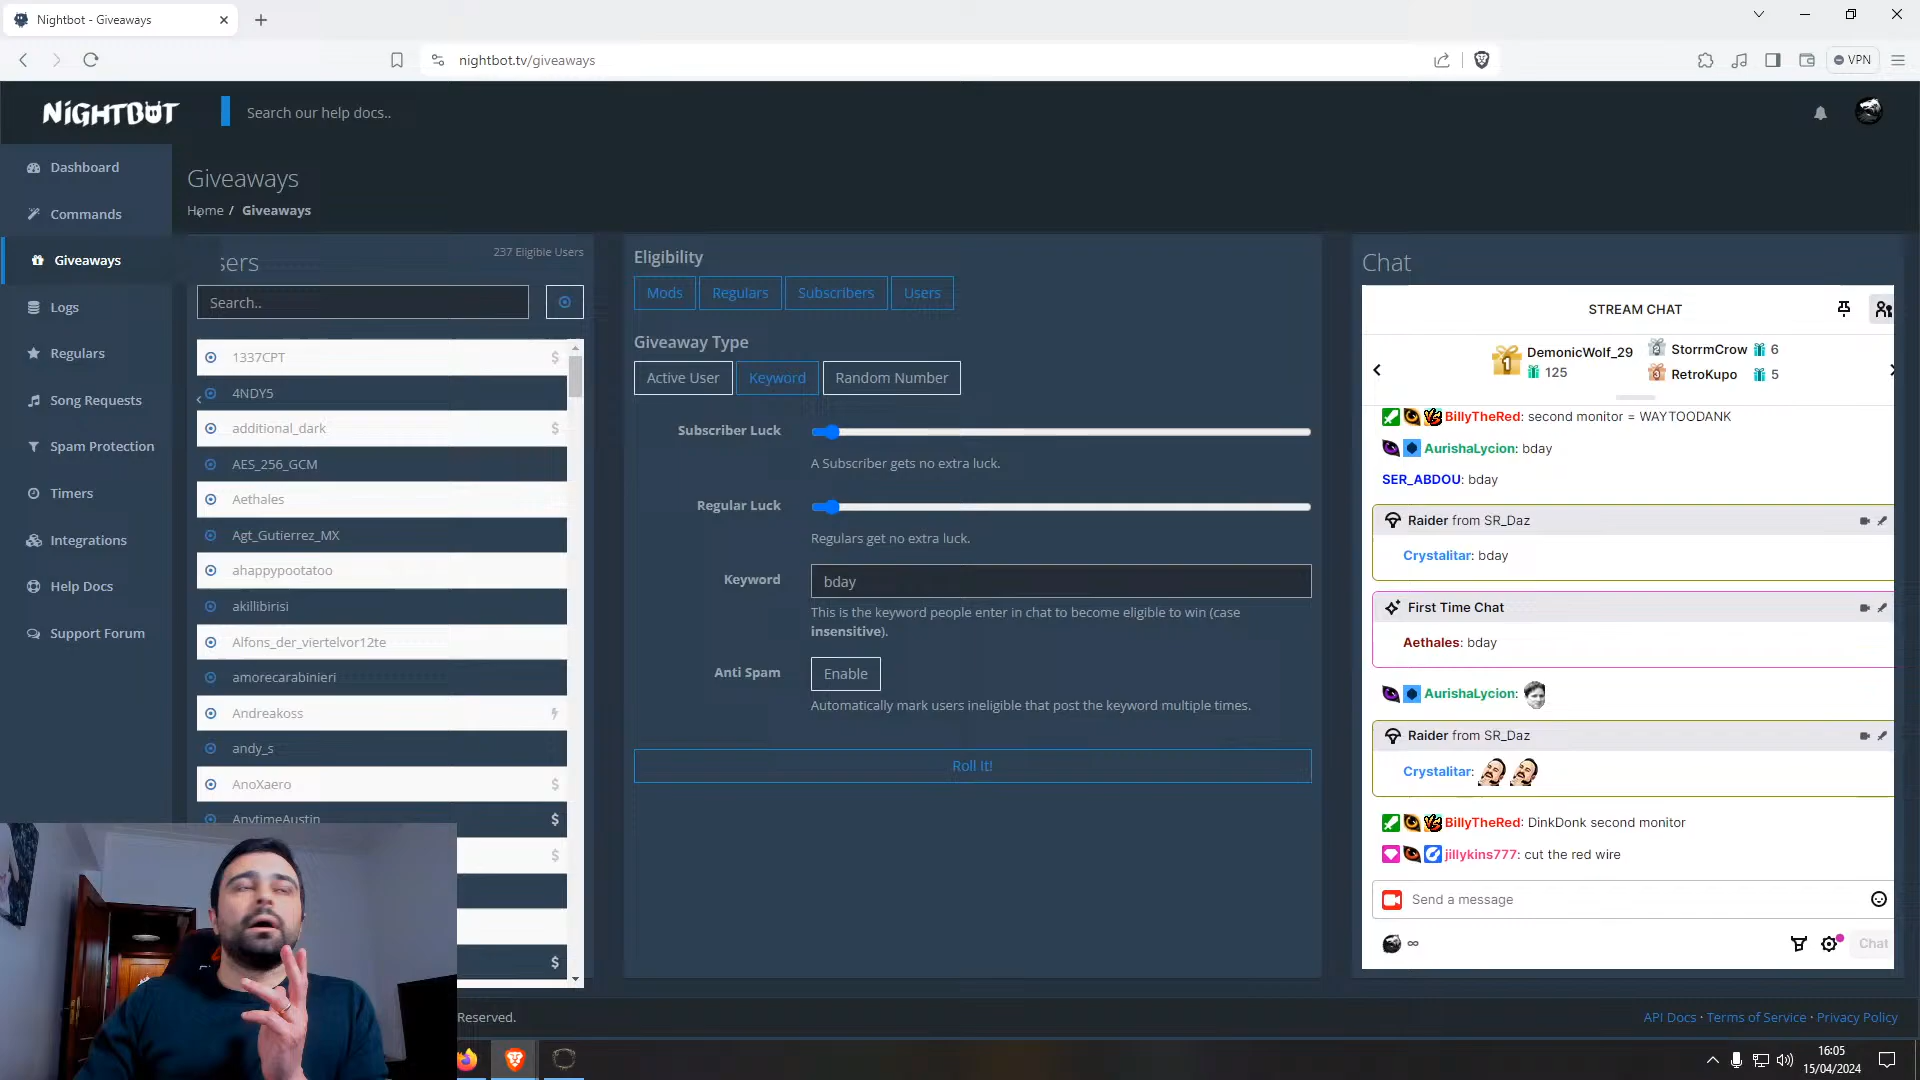 Nightbot - Giveaways
nightbot.tv/giveaways
VPN
NiGHTBOT
Search our help docs..
Dashboard
Commands
Giveaways
Logs
Regulars
Song Requests
Spam Protection
Timers
Integrations
Help Docs
Support Forum
Giveaways
Home / Giveaways
237 Eligible Users
sers
Search..
1337CPT $
4NDY5
additional_dark $
AES_256_GCM
Aethales
Agt_Gutierrez_MX
ahappypootatoo
akillibirisi
Alfons_der_viertelvor12te
amorecarabinieri
Andreakoss
andy_s
AnoXaero $
AnytimeAustin $
$
$
Eligibility
Mods Regulars Subscribers Users
Giveaway Type
Active User Keyword Random Number
Subscriber Luck
A Subscriber gets no extra luck.
Regular Luck
Regulars get no extra luck.
Keyword bday
This is the keyword people enter in chat to become eligible to win (case
insensitive).
Anti Spam Enable
Automatically mark users ineligible that post the keyword multiple times.
Roll It!
Chat
STREAM CHAT
1 DemonicWolf_29
125
2 StorrmCrow 6
3 RetroKupo 5
BillyTheRed: second monitor = WAYTOODANK
AurishaLycion: bday
SER_ABDOU: bday
Raider from SR_Daz
Crystalitar: bday
First Time Chat
Aethales: bday
AurishaLycion:
Raider from SR_Daz
Crystalitar:
BillyTheRed: DinkDonk second monitor
jillykins777: cut the red wire
Send a message
∞
Chat
Reserved.
API Docs · Terms of Service · Privacy Policy
16:05
15/04/2024